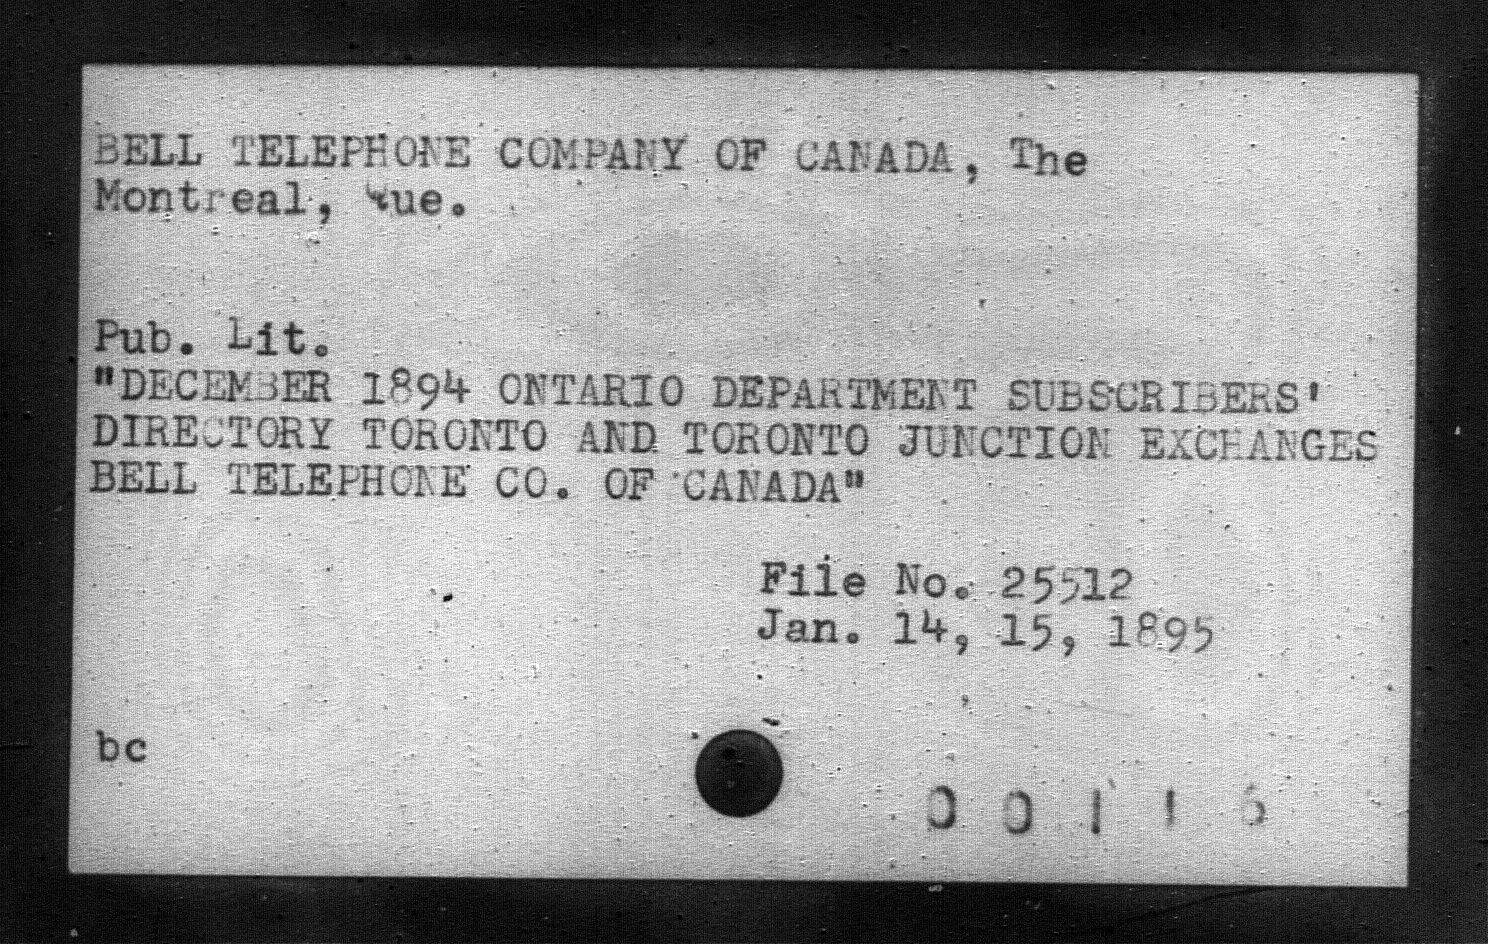 BELL TELEPHONE COMPANY OF CANADA, The
Montreal, Que.
Pub. Lit.
"DECEMBER 1894 ONTARIO DEPARTMENT SUBSCRIBERS'
DIRECTORY TORONTO AND TORONTO JUNCTION EXCHANGES
BELL TELEPHONE CO. OF CANADA"
File No. 25512
Jan. 14, 15, 1895
bc